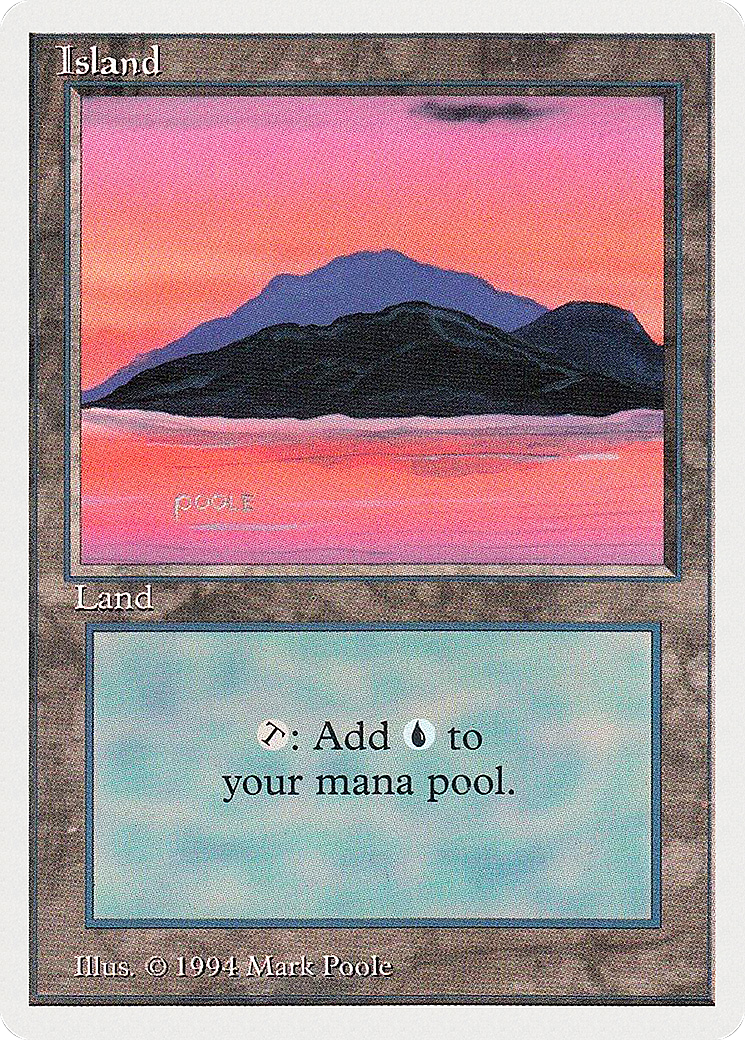 Island
POOLE
Land
T: Add to
your mana pool.
Illus. © 1994 Mark Poole